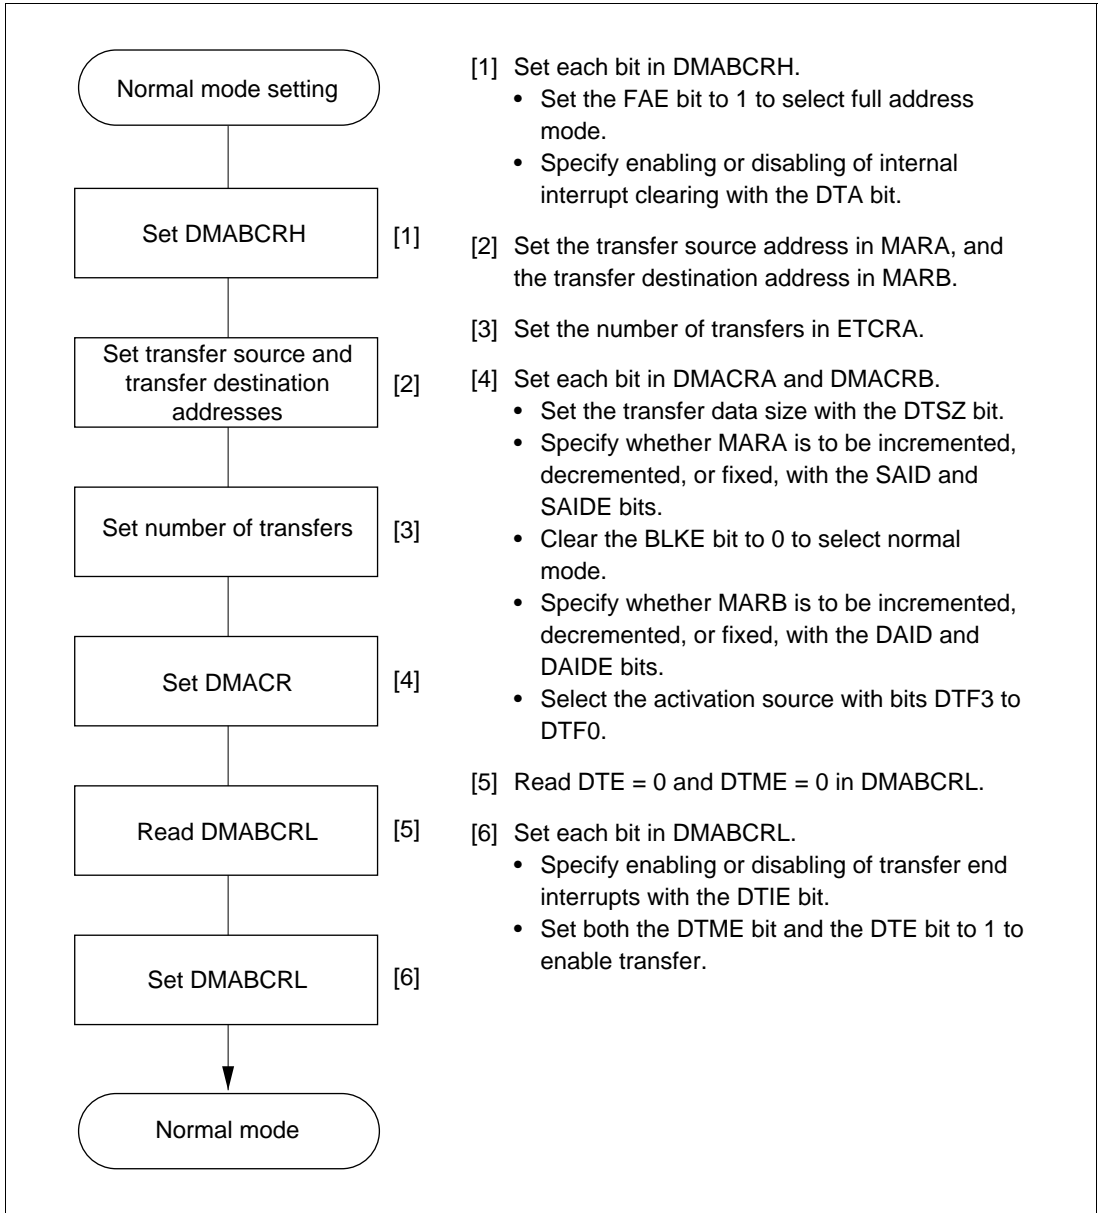 Normal mode setting
Set DMABCRH
[1]
Set transfer source and
transfer destination
addresses
[2]
Set number of transfers
[3]
Set DMACR
[4]
Read DMABCRL
[5]
Set DMABCRL
[6]
Normal mode
[1] Set each bit in DMABCRH.
• Set the FAE bit to 1 to select full address
mode.
• Specify enabling or disabling of internal
interrupt clearing with the DTA bit.
[2] Set the transfer source address in MARA, and
the transfer destination address in MARB.
[3] Set the number of transfers in ETCRA.
[4] Set each bit in DMACRA and DMACRB.
• Set the transfer data size with the DTSZ bit.
• Specify whether MARA is to be incremented,
decremented, or fixed, with the SAID and
SAIDE bits.
• Clear the BLKE bit to 0 to select normal
mode.
• Specify whether MARB is to be incremented,
decremented, or fixed, with the DAID and
DAIDE bits.
• Select the activation source with bits DTF3 to
DTF0.
[5] Read DTE = 0 and DTME = 0 in DMABCRL.
[6] Set each bit in DMABCRL.
• Specify enabling or disabling of transfer end
interrupts with the DTIE bit.
• Set both the DTME bit and the DTE bit to 1 to
enable transfer.